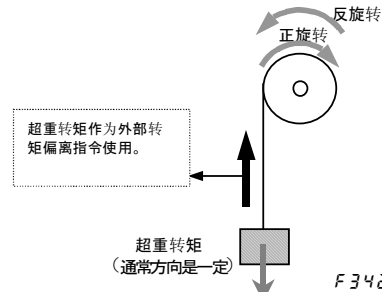 反旋转
正旋转
超重转矩作为外部转
矩偏离指令使用。
超重转矩
（通常方向是一定）
F342